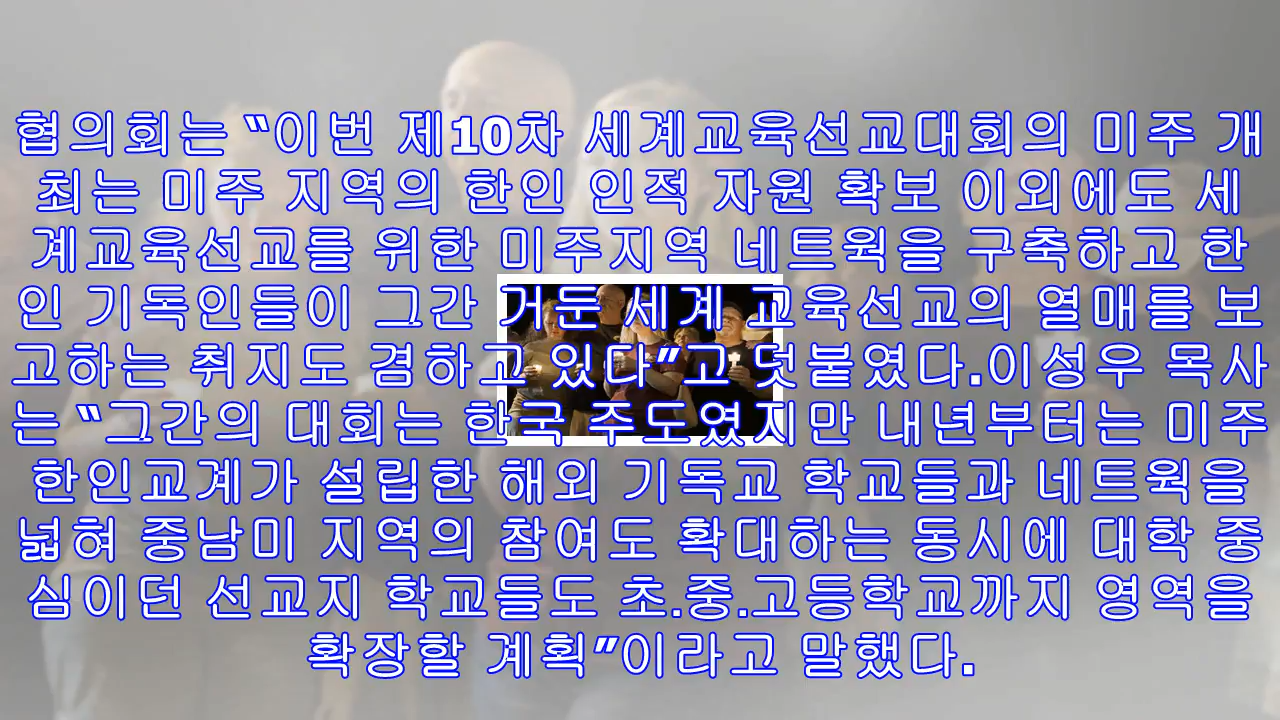 협의회는 “이번 제10차 세계교육선교대회의 미주 개
최는 미주 지역의 한인 인적 자원 확보 이외에도 세
계교육선교를 위한 미주지역 네트웍을 구축하고 한
인 기독인들이 그간 거둔 세계 교육선교의 열매를 보
고하는 취지도 겸하고 있다”고 덧붙였다.이성우 목사
는 “그간의 대회는 한국 주도였지만 내년부터는 미주
한인교계가 설립한 해외 기독교 학교들과 네트웍을
넓혀 중남미 지역의 참여도 확대하는 동시에 대학 중
심이던 선교지 학교들도 초.중.고등학교까지 영역을
확장할 계획”이라고 말했다.